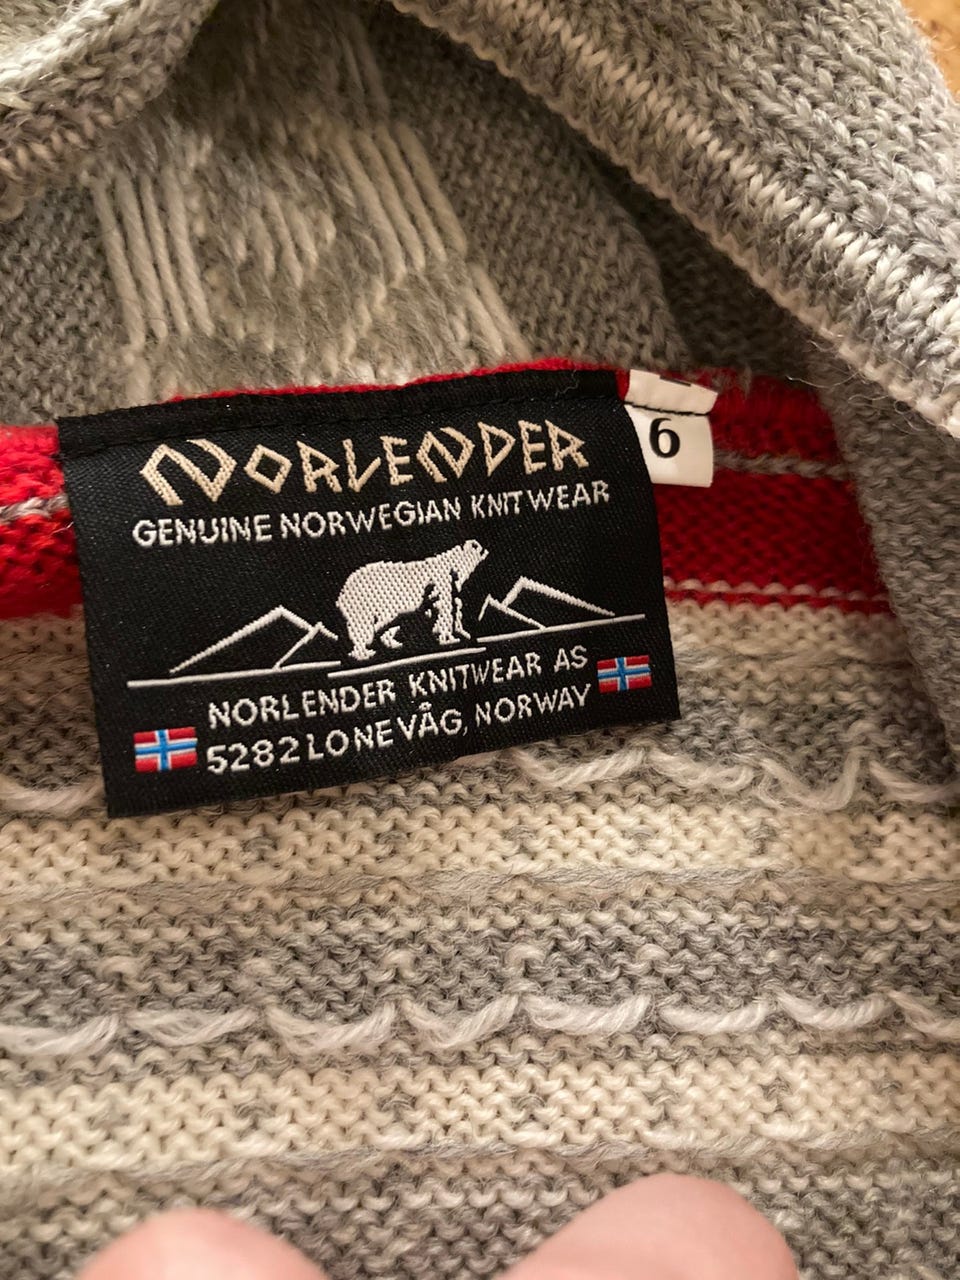 NORLENDER
6
GENUINE NORWEGIAN KNITWEAR
NORLENDER KNITWEAR AS
5282 LONEVÅG, NORWAY